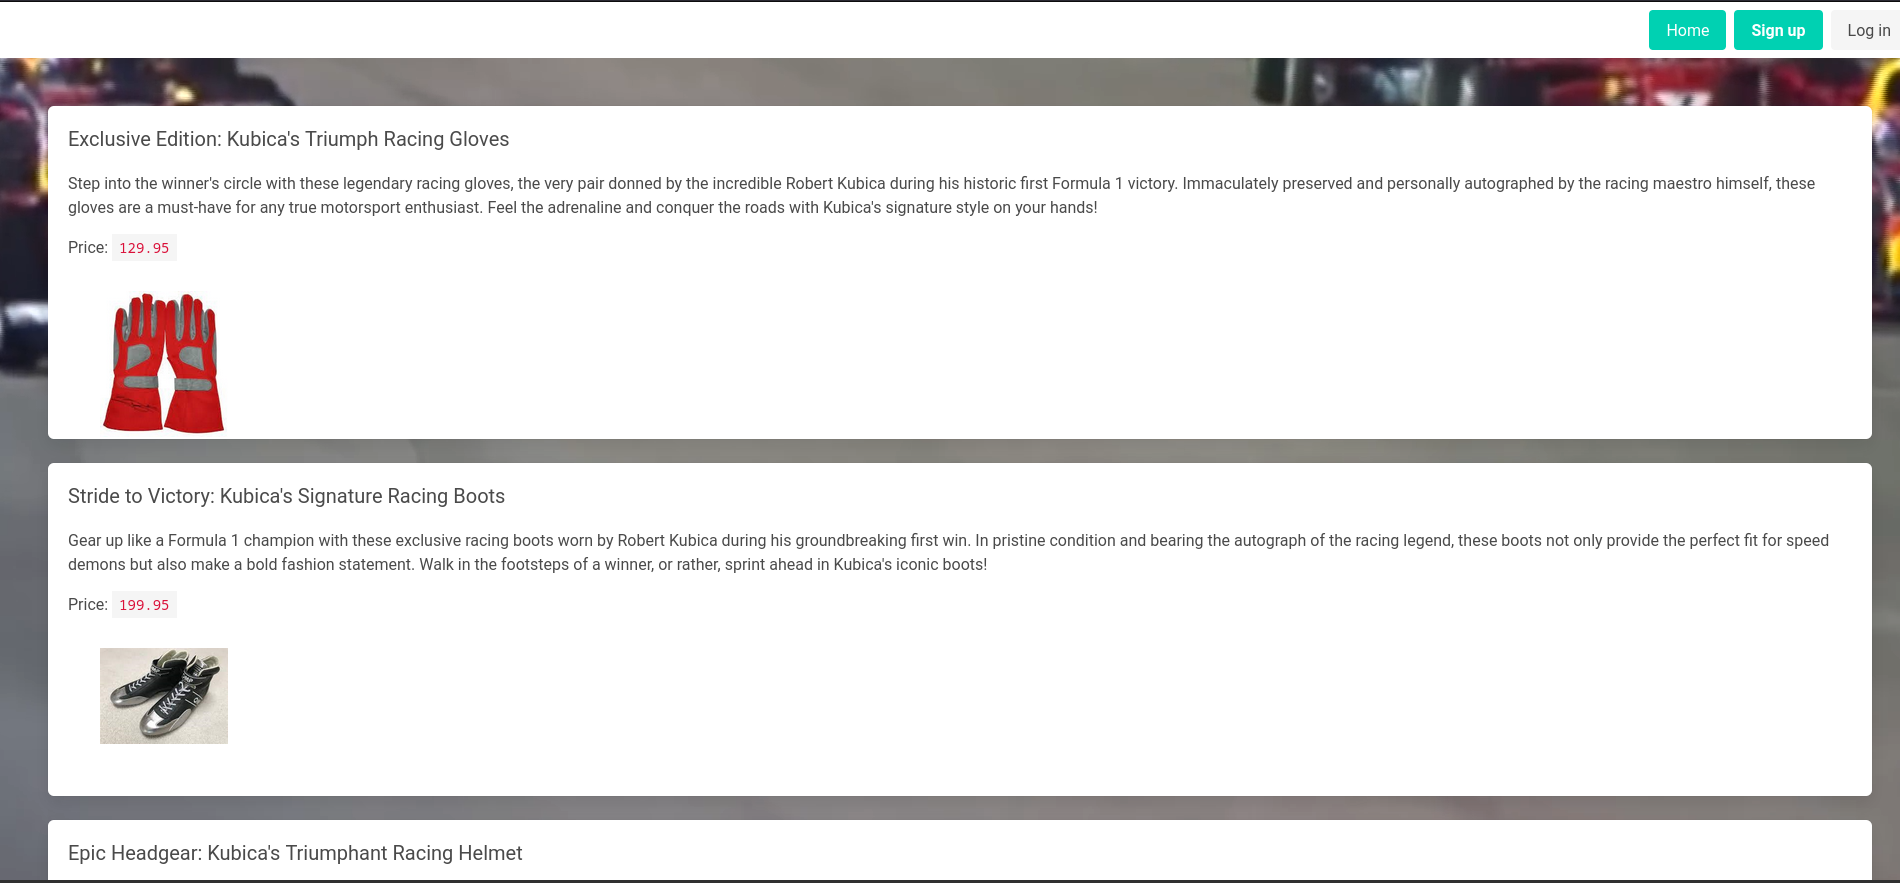 Home Sign up Log in
Exclusive Edition: Kubica's Triumph Racing Gloves
Step into the winner's circle with these legendary racing gloves, the very pair donned by the incredible Robert Kubica during his historic first Formula 1 victory. Immaculately preserved and personally autographed by the racing maestro himself, these
gloves are a must-have for any true motorsport enthusiast. Feel the adrenaline and conquer the roads with Kubica's signature style on your hands!
Price: 129.95
Stride to Victory: Kubica's Signature Racing Boots
Gear up like a Formula 1 champion with these exclusive racing boots worn by Robert Kubica during his groundbreaking first win. In pristine condition and bearing the autograph of the racing legend, these boots not only provide the perfect fit for speed
demons but also make a bold fashion statement. Walk in the footsteps of a winner, or rather, sprint ahead in Kubica's iconic boots!
Price: 199.95
Epic Headgear: Kubica's Triumphant Racing Helmet